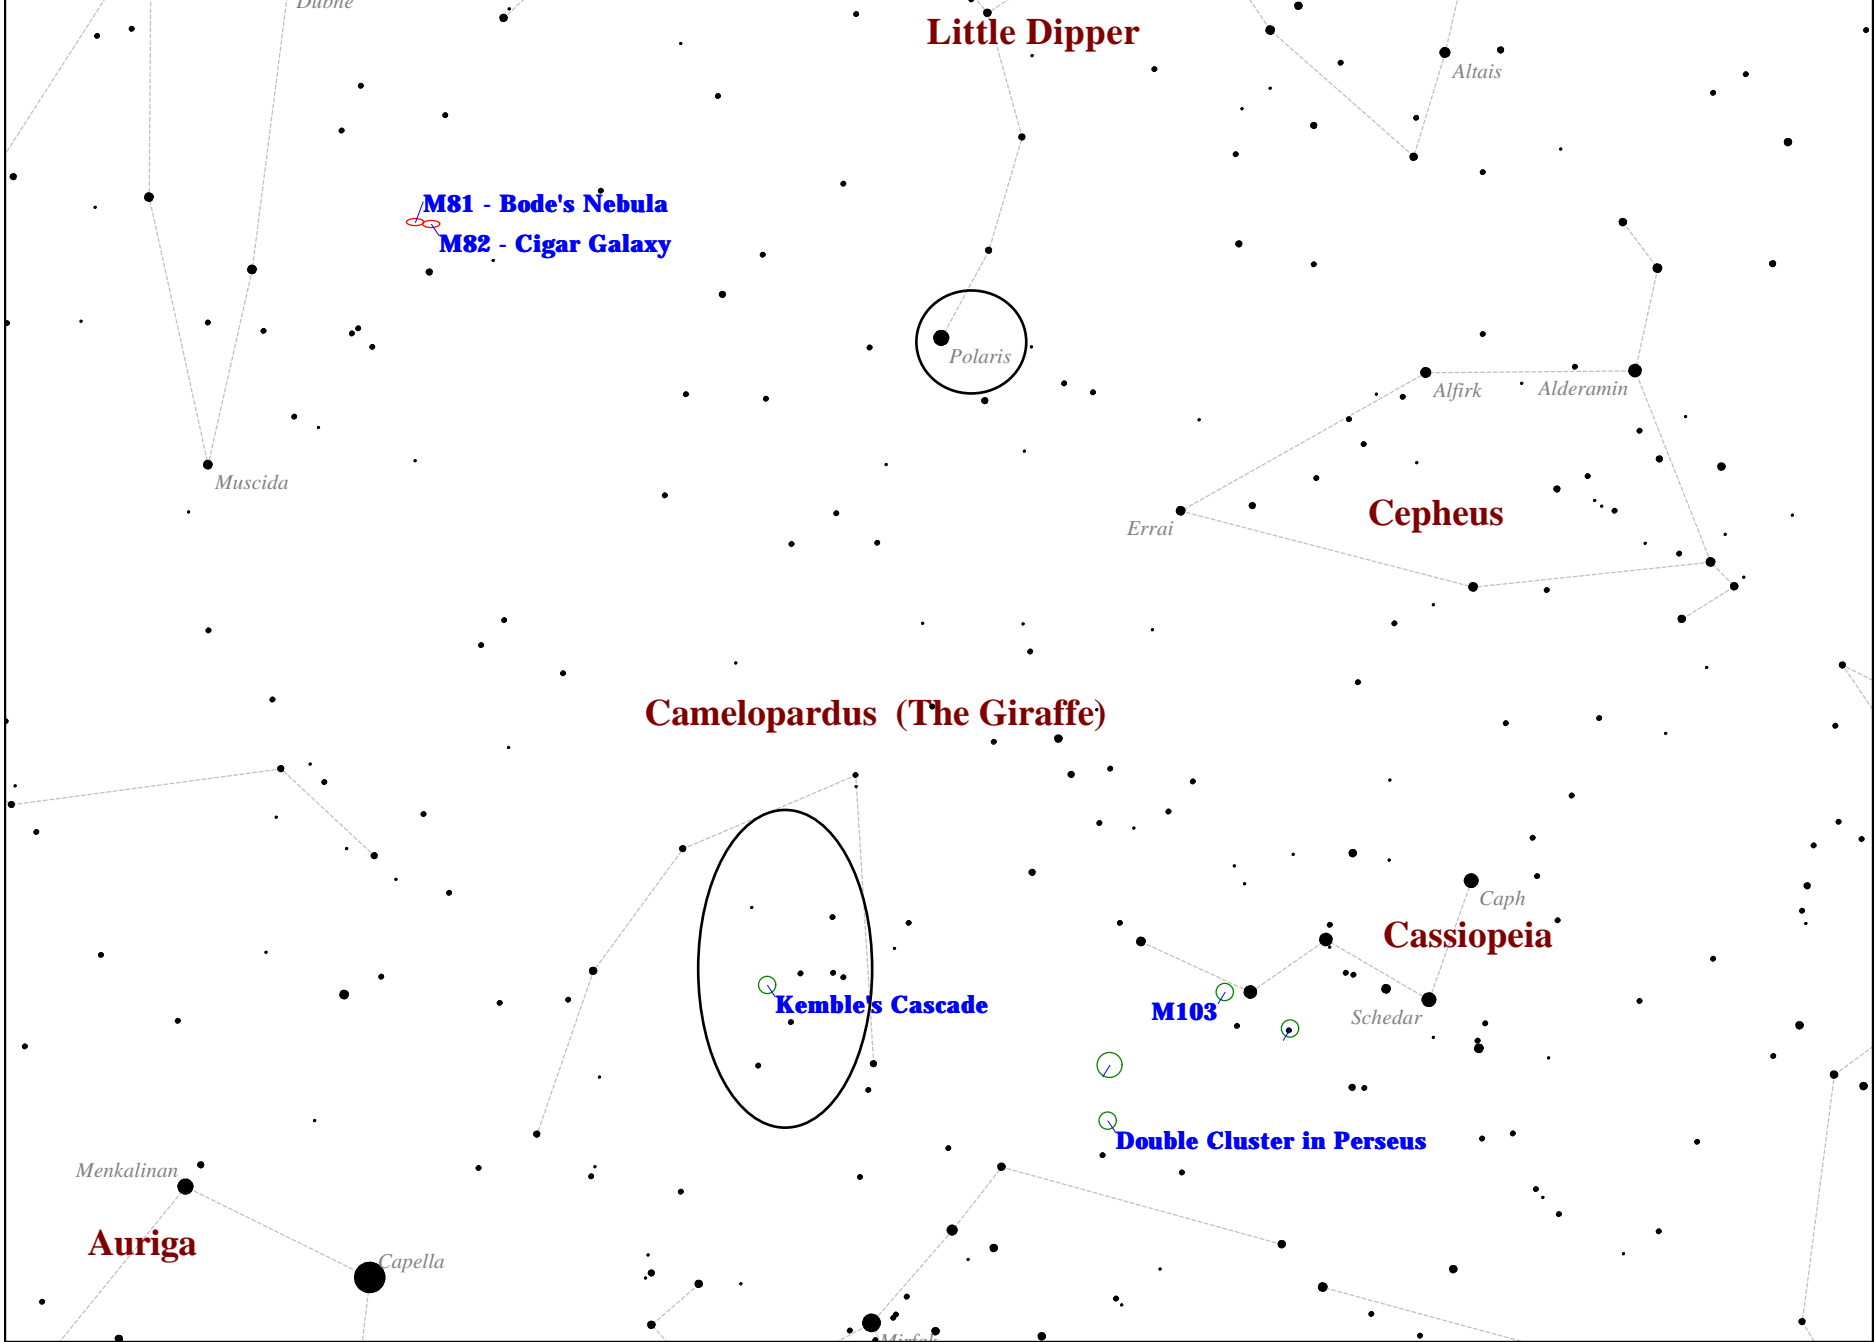 Dubhe
Little Dipper
Altais
M81 - Bode's Nebula
M82 - Cigar Galaxy
Polaris
Alfirk
Alderamin
Muscida
Cepheus
Errai
Camelopardus (The Giraffe)
Caph
Cassiopeia
Kemble's Cascade
M103
Schedar
Double Cluster in Perseus
Menkalinan
Auriga
Capella
Mirfak